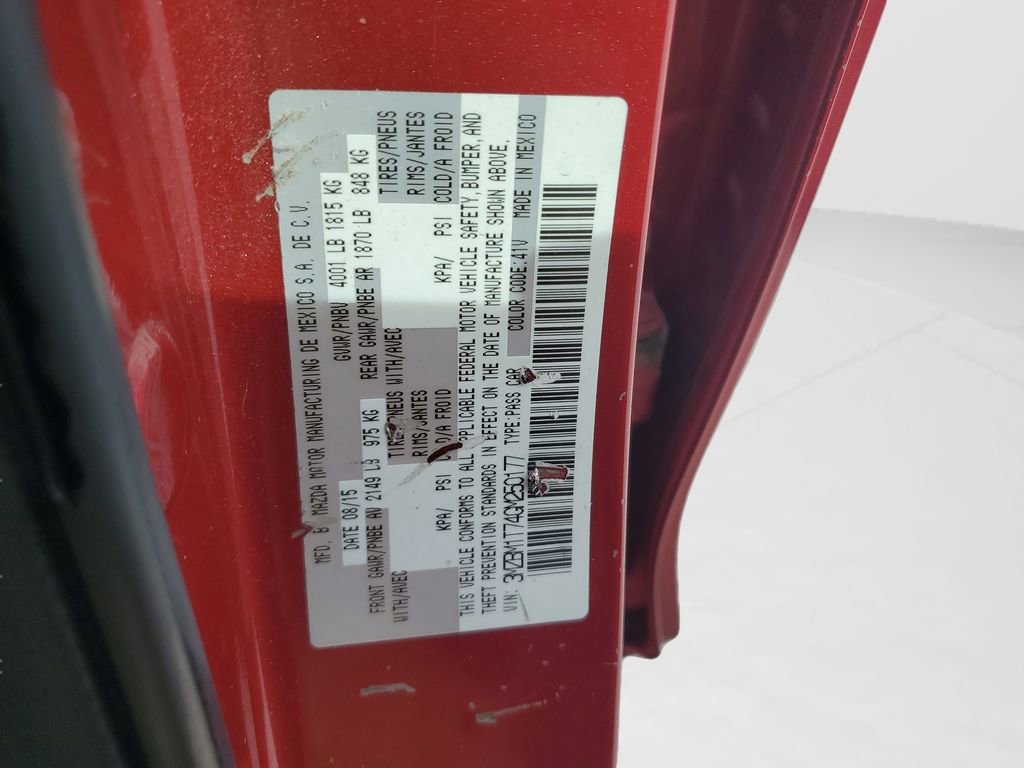 MFD. B MAZDA MOTOR MANUFACTURING DE MEXICO S.A. DE C.V.
DATE 08/15 GVWR/PNBV 4001 LB 1815 KG
FRONT GAWR/PNBE AV 2149 LB 975 KG REAR GAWR/PNBE AR 1870 LB 848 KG
WITH/AVEC TIRES/PNEUS WITH/AVEC TIRES/PNEUS
RIMS/JANTES RIMS/JANTES
KPA/ PSI COLD/A FROID KPA/ PSI COLD/A FROID
THIS VEHICLE CONFORMS TO ALL APPLICABLE FEDERAL MOTOR VEHICLE SAFETY,BUMPER,AND
THEFT PREVENTION STANDARDS IN EFFECT ON THE DATE OF MANUFACTURE SHOWN ABOVE.
VIN: 3MZBM1T74GM250177 TYPE:PASS CAR COLOR CODE:41V MADE IN MEXICO